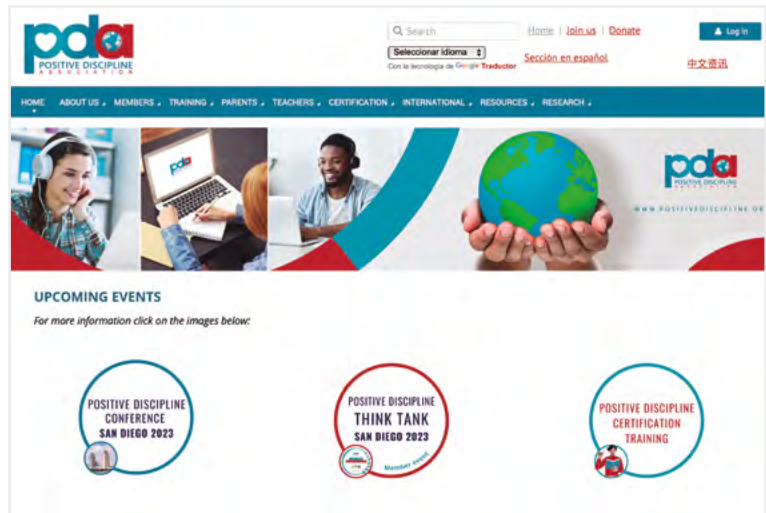 pda
POSITIVE DISCIPLINE
ASSOCIATION
Search
Home | Join us | Donate
Log in
Seleccionar idioma
Con la tecnología de Google Traductor
Sección en español
中文资讯
HOME ABOUT US MEMBERS TRAINING PARENTS TEACHERS CERTIFICATION INTERNATIONAL RESOURCES RESEARCH
pda
pda
POSITIVE DISCIPLINE
ASSOCIATION
UPCOMING EVENTS
For more information click on the images below:
POSITIVE DISCIPLINE
CONFERENCE
SAN DIEGO 2023
POSITIVE DISCIPLINE
THINK TANK
SAN DIEGO 2023
Member event
POSITIVE DISCIPLINE
CERTIFICATION
TRAINING